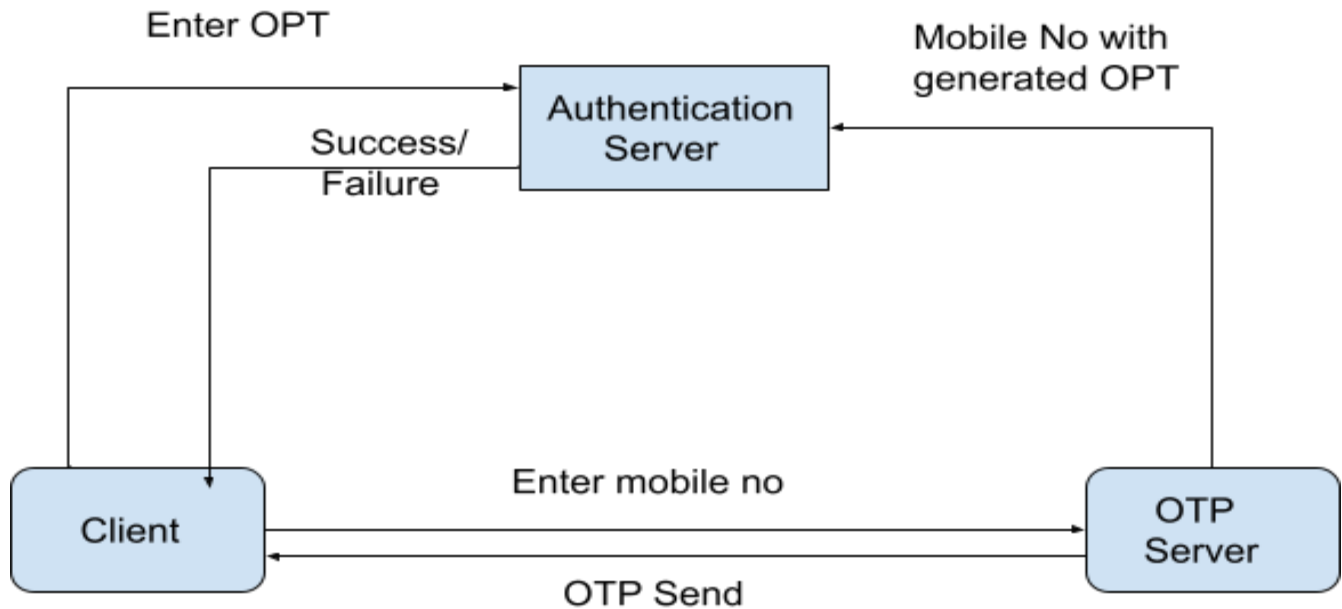 Enter OPT
Mobile No with
generated OPT
Authentication
Server
Success/
Failure
Enter mobile no
Client
OTP
Server
OTP Send